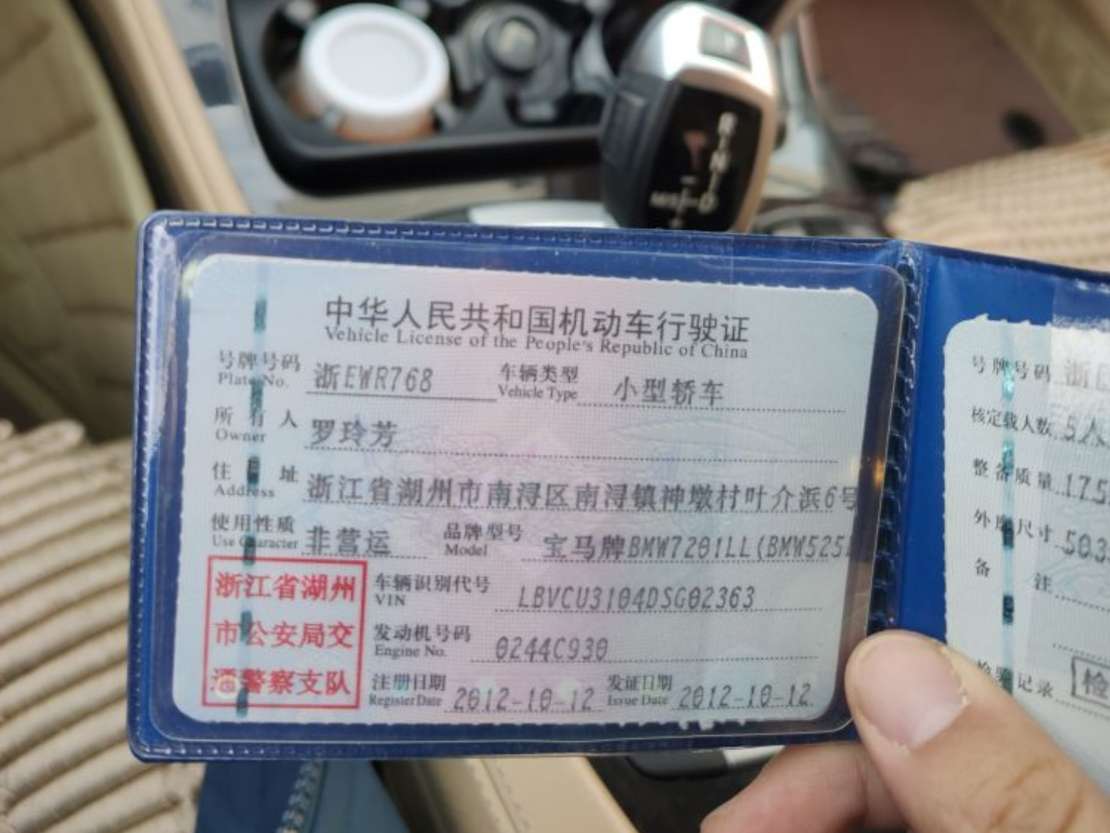 中华人民共和国机动车行驶证
Vehicle License of the People's Republic of China
号牌号码 浙EWR768 车辆类型 小型轿车
Plate No. Vehicle Type
所有人 罗玲芳
Owner
住址 浙江省湖州市南浔区南浔镇神墩村叶介浜6号
Address
使用性质 非营运 品牌型号 宝马牌BMW7201LL(BMW525
Use Character Model
浙江省湖州
市公安局交
通警察支队
车辆识别代号 LBVCU3104DSG02363
VIN
发动机号码 0244C930
Engine No.
注册日期 2012-10-12 发证日期 2012-10-12
Register Date Issue Date
号牌号码 浙
核定载人数 5人
整备质量 175
外廓尺寸 503
备注
检验记录 检
R
N
D
M/S
P